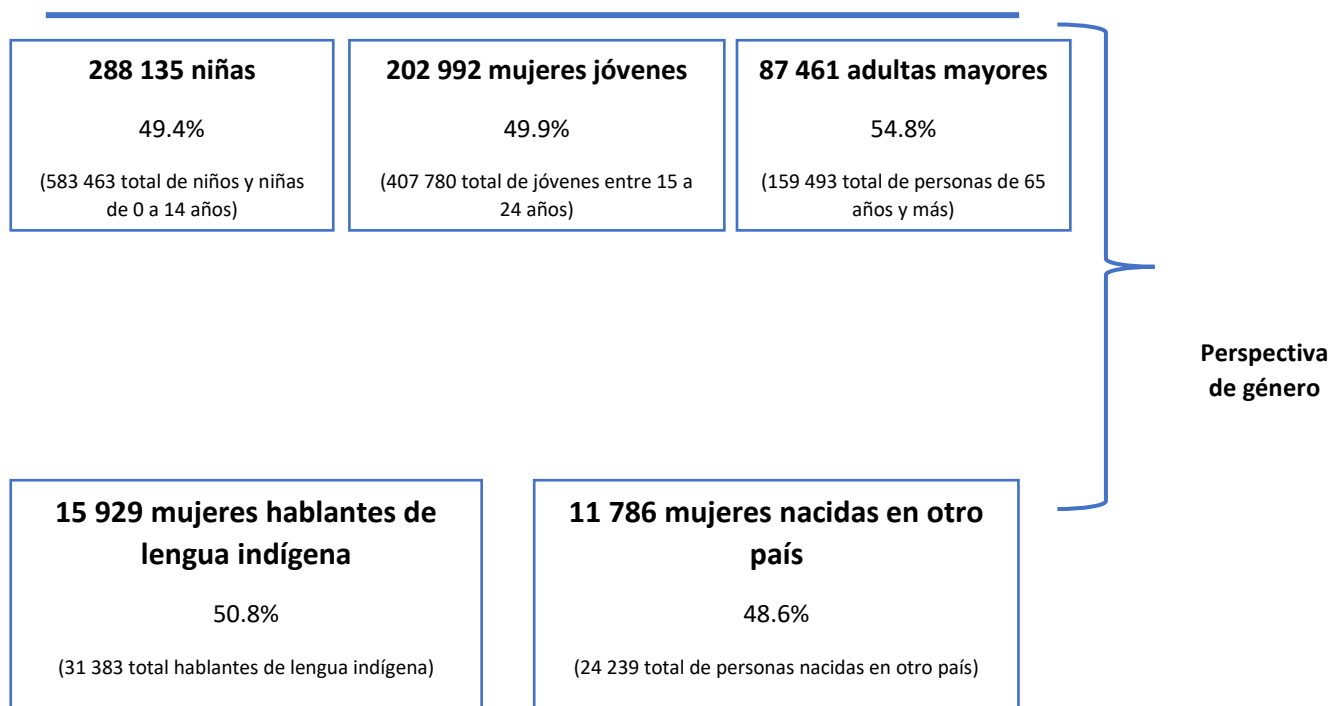 288 135 niñas
49.4%
(583 463 total de niños y niñas
de 0 a 14 años)
202 992 mujeres jóvenes
49.9%
(407 780 total de jóvenes entre 15 a
24 años)
87 461 adultas mayores
54.8%
(159 493 total de personas de 65
años y más)
Perspectiva
de género
15 929 mujeres hablantes de
lengua indígena
50.8%
(31 383 total hablantes de lengua indígena)
11 786 mujeres nacidas en otro
país
48.6%
(24 239 total de personas nacidas en otro país)